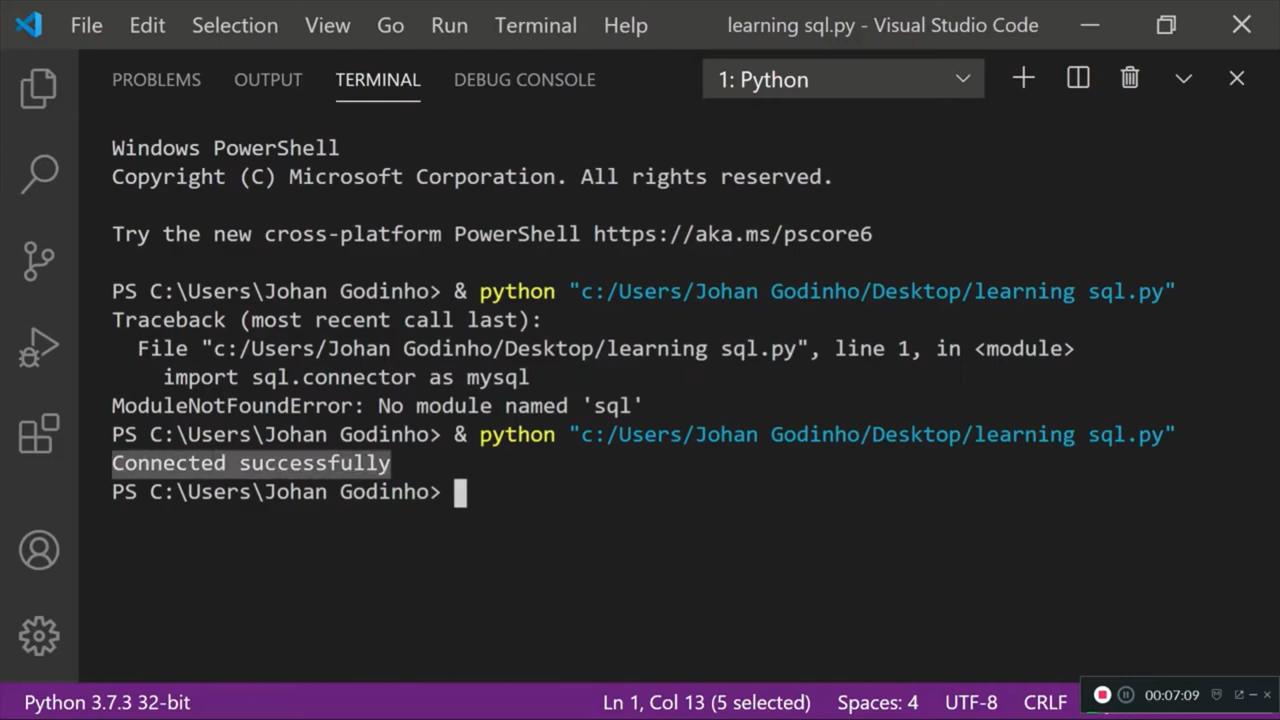 File Edit Selection View Go Run Terminal Help learning sql.py - Visual Studio Code
PROBLEMS OUTPUT TERMINAL DEBUG CONSOLE 1: Python
Windows PowerShell
Copyright (C) Microsoft Corporation. All rights reserved.
Try the new cross-platform PowerShell https://aka.ms/pscore6
PS C:\Users\Johan Godinho> & python "c:/Users/Johan Godinho/Desktop/learning sql.py"
Traceback (most recent call last):
File "c:/Users/Johan Godinho/Desktop/learning sql.py", line 1, in <module>
import sql.connector as mysql
ModuleNotFoundError: No module named 'sql'
PS C:\Users\Johan Godinho> & python "c:/Users/Johan Godinho/Desktop/learning sql.py"
Connected successfully
PS C:\Users\Johan Godinho>
Python 3.7.3 32-bit Ln 1, Col 13 (5 selected) Spaces: 4 UTF-8 CRLF 00:07:09